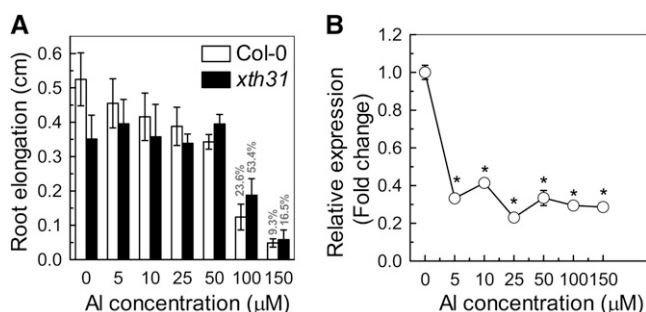 A
Root elongation (cm)
0.6
0.5
0.4
0.3
0.2
0.1
0.0
Col-0
xth31
23.6%
53.4%
9.3%
16.5%
0 5 10 25 50 100 150
Al concentration (μM)
B
Relative expression
(Fold change)
1.2
1.0
0.8
0.6
0.4
0.2
0.0
* * * * * *
0 5 10 25 50 100 150
Al concentration (μM)